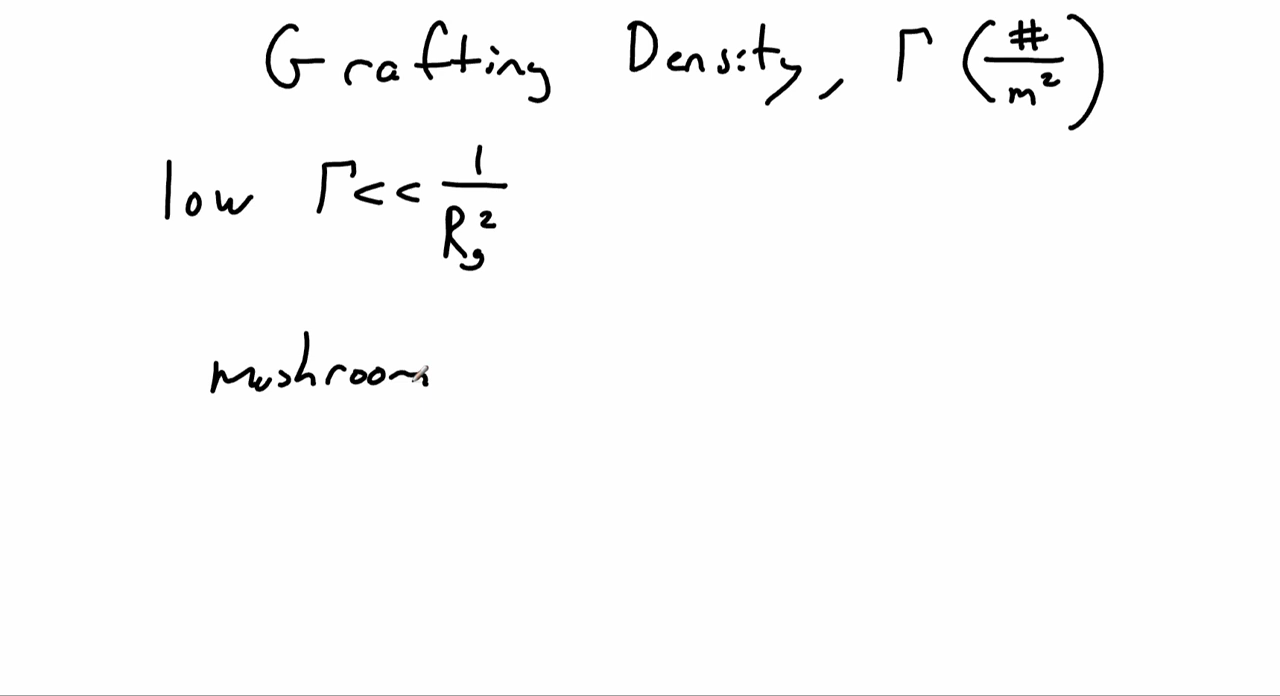 Grafting Density, Γ (#/m²)
low Γ << 1/Rg²
mushroom